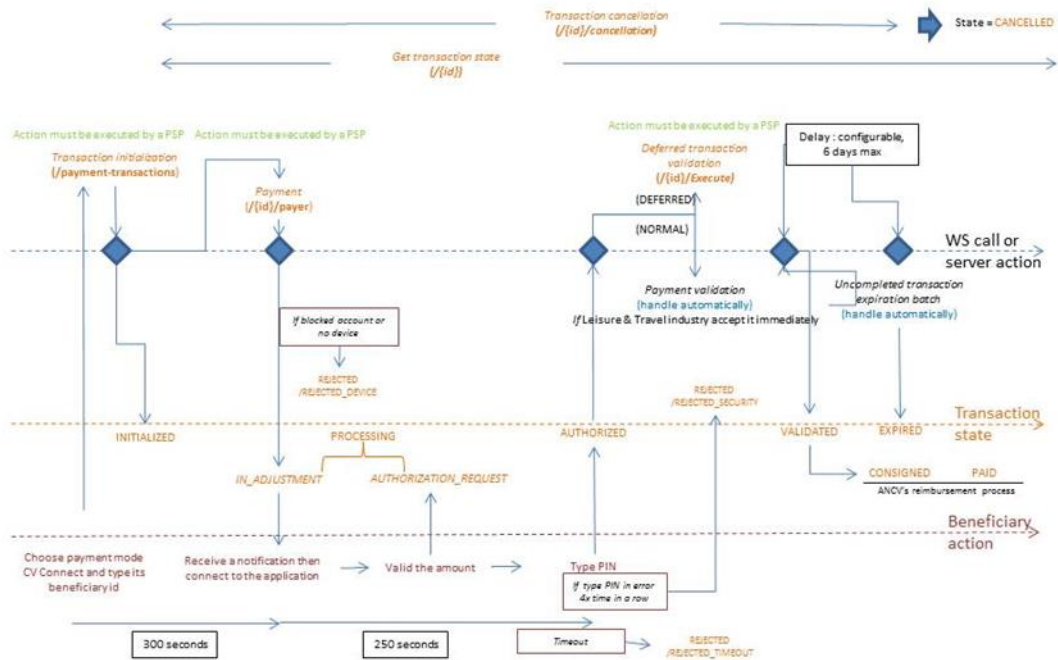 Transaction cancellation
(/{id}/cancellation)
State = CANCELLED
Get transaction state
(/{id})
Action must be executed by a PSP
Transaction initialization
(/payment-transactions)
Action must be executed by a PSP
Payment
(/{id}/payer)
Action must be executed by a PSP
Deferred transaction
validation
(/{id}/Execute)
Delay : configurable,
6 days max
(DEFERRED)
(NORMAL)
WS call or
server action
Payment validation
(handle automatically)
If Leisure & Travel industry accept it immediately
Uncompleted transaction
expiration batch
(handle automatically)
If blocked account or
no device
REJECTED
/REJECTED_DEVICE
REJECTED
/REJECTED_SECURITY
Transaction
state
INITIALIZED
PROCESSING
AUTHORIZED
VALIDATED
EXPIRED
IN_ADJUSTMENT
AUTHORIZATION_REQUEST
CONSIGNED
PAID
ANCV's reimbursement process
Beneficiary
action
Choose payment mode
CV Connect and type its
beneficiary id
Receive a notification then
connect to the application
Valid the amount
Type PIN
If type PIN in error
4x time in a row
300 seconds
250 seconds
Timeout
REJECTED
/REJECTED_TIMEOUT